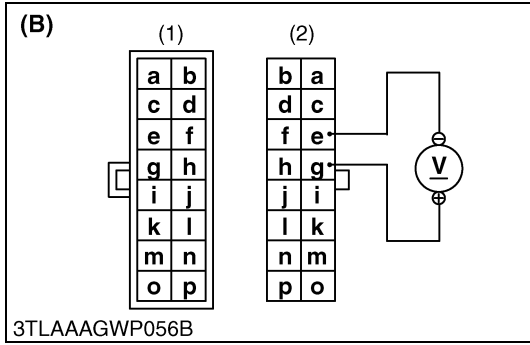 (B)
(1) (2)
a b b a
c d d c
e f f e
g h h g
i j j i
k l l k
m n n m
o p p o
⊖
V
⊕
3TLAAAGWP056B